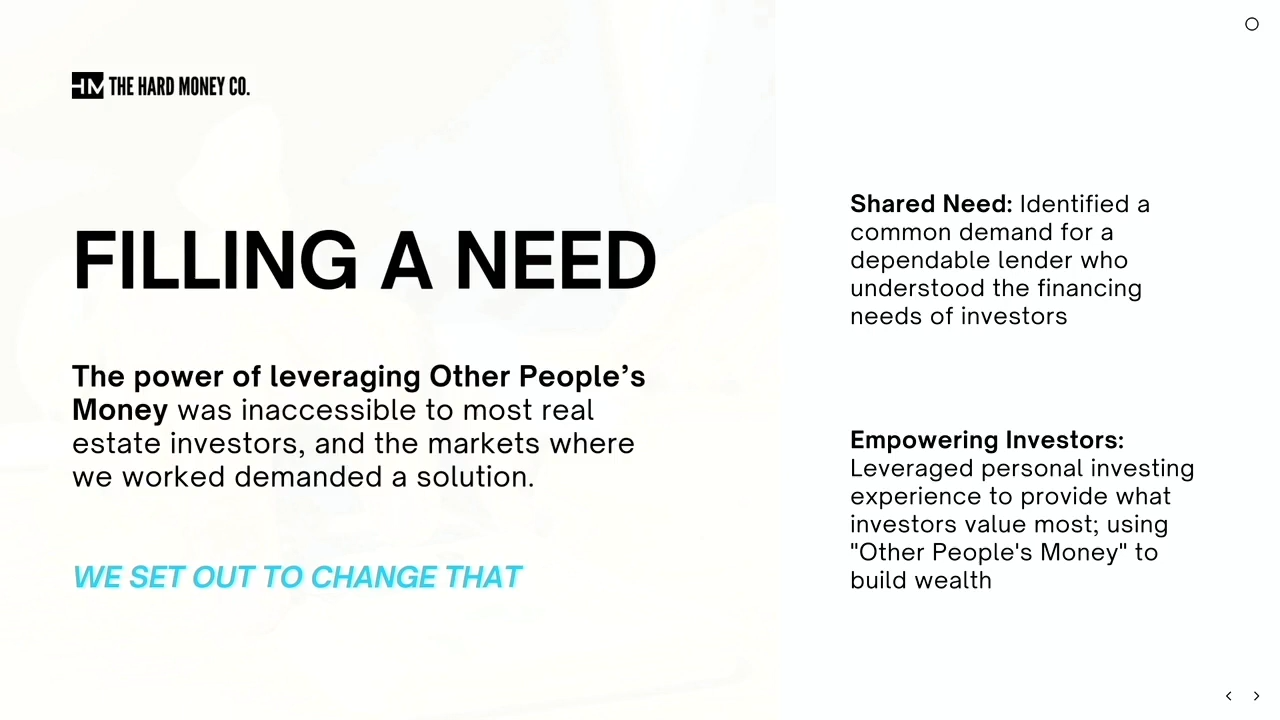 HM THE HARD MONEY CO.
FILLING A NEED
The power of leveraging Other People’s
Money was inaccessible to most real
estate investors, and the markets where
we worked demanded a solution.
WE SET OUT TO CHANGE THAT
Shared Need: Identified a
common demand for a
dependable lender who
understood the financing
needs of investors
Empowering Investors:
Leveraged personal investing
experience to provide what
investors value most; using
"Other People's Money" to
build wealth